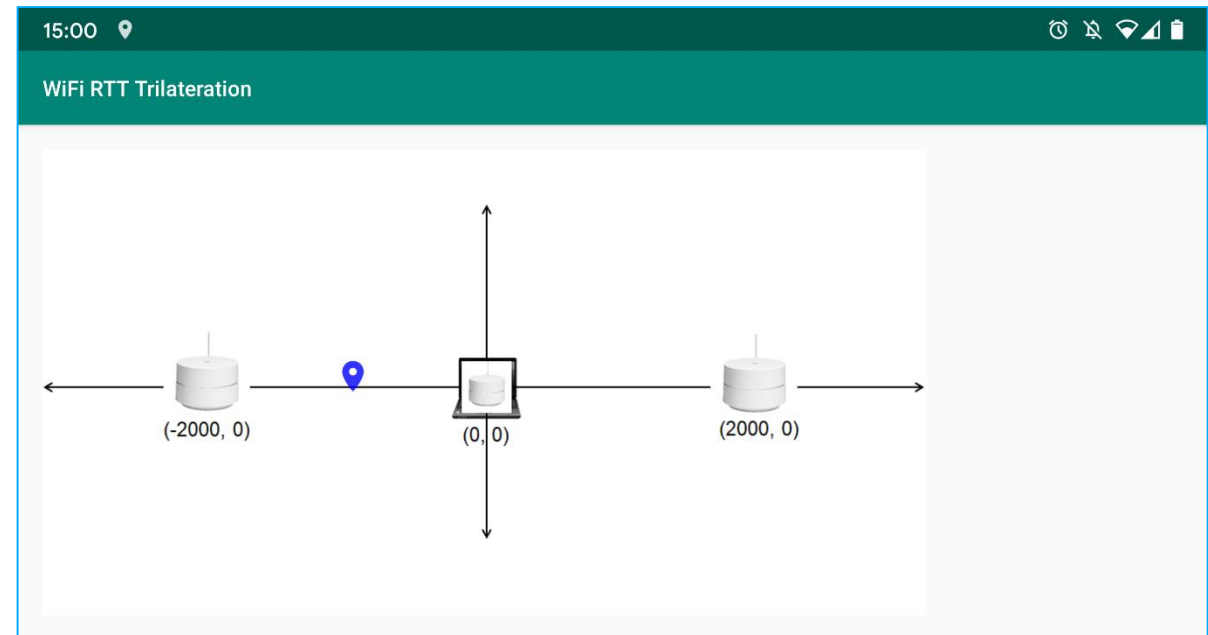 15:00
WiFi RTT Trilateration
(-2000, 0)
(0, 0)
(2000, 0)